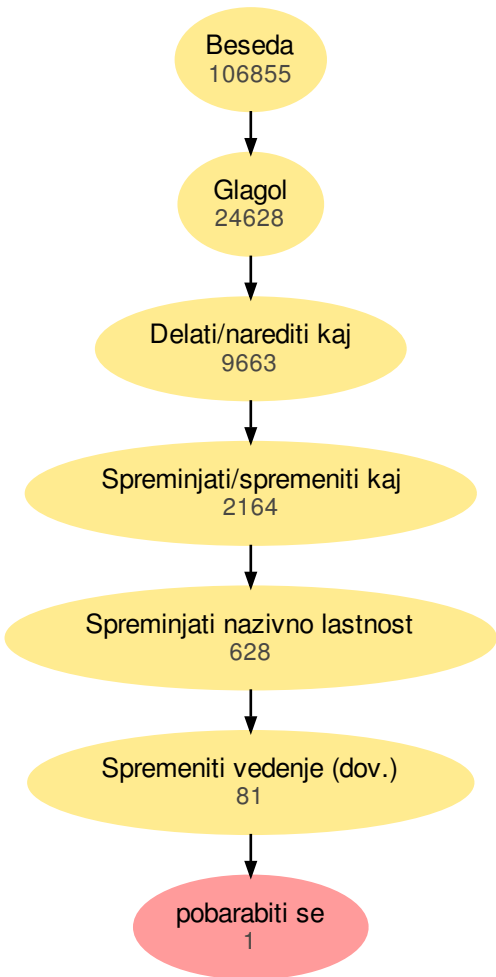 Beseda
106855
Glagol
24628
Delati/narediti kaj
9663
Spreminjati/spremeniti kaj
2164
Spreminjati nazivno lastnost
628
Spremeniti vedenje (dov.)
81
pobarabiti se
1